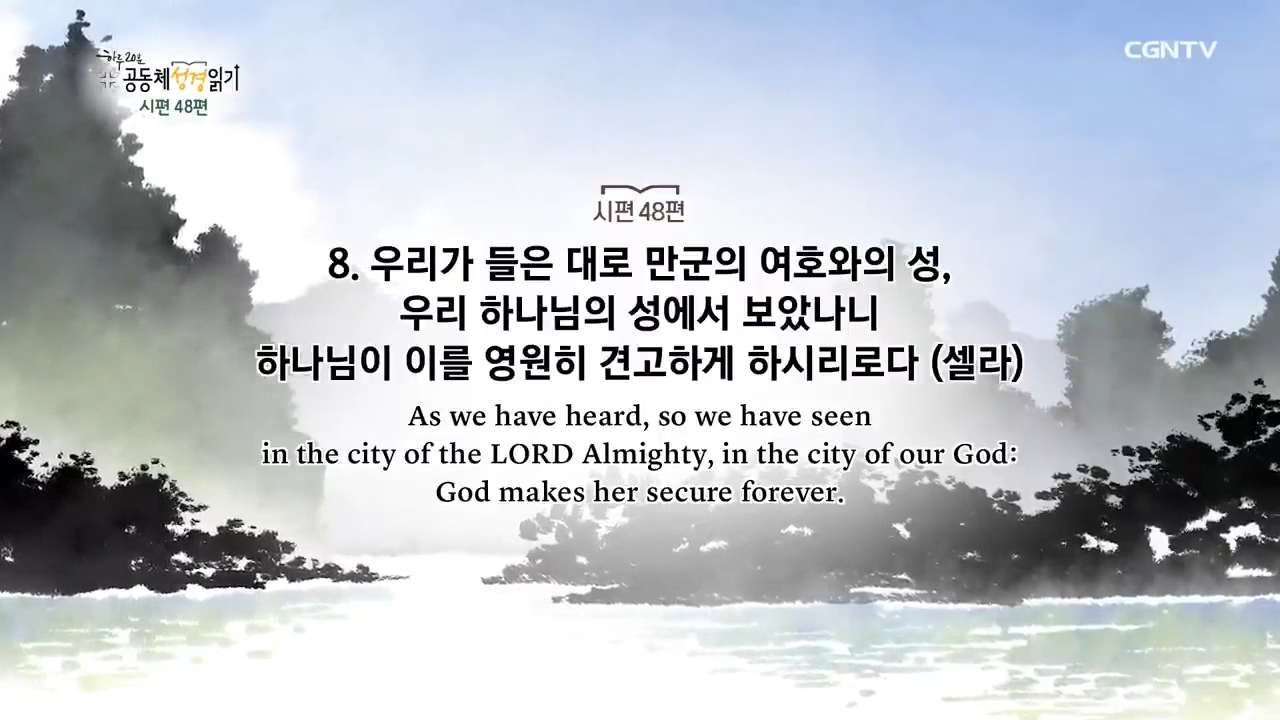 하루 20분
공동체성경읽기
시편 48편
CGNTV
시편 48편
8. 우리가 들은 대로 만군의 여호와의 성,
우리 하나님의 성에서 보았나니
하나님이 이를 영원히 견고하게 하시리로다 (셀라)
As we have heard, so we have seen
in the city of the LORD Almighty, in the city of our God:
God makes her secure forever.